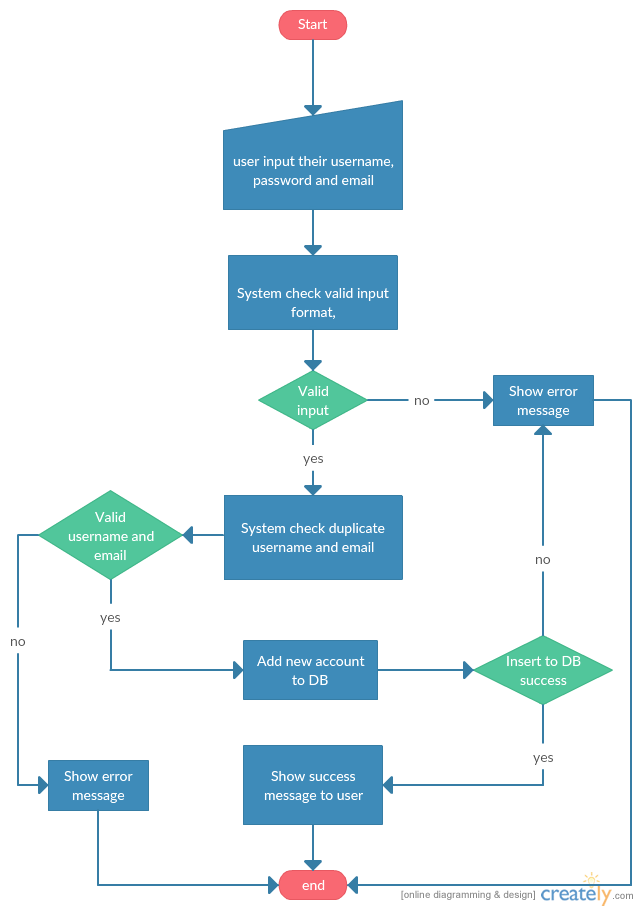 Start
user input their username,
password and email
System check valid input
format,
Valid
input
no
Show error
message
yes
System check duplicate
username and email
Valid
username and
email
no
yes
no
Add new account
to DB
Insert to DB
success
yes
Show error
message
Show success
message to user
end
[online diagramming & design] creately.com